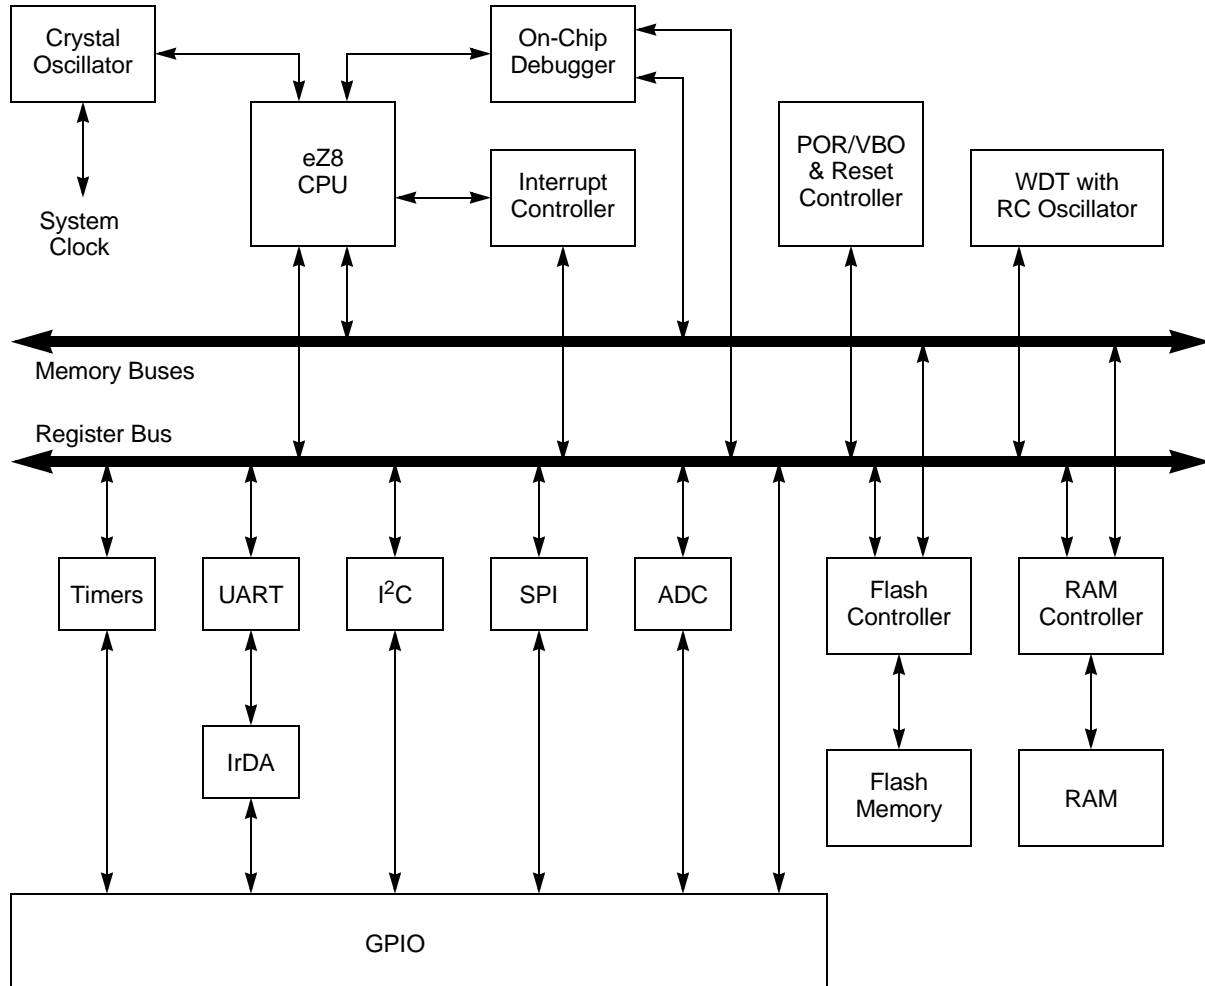 Crystal
Oscillator
On-Chip
Debugger
eZ8
CPU
Interrupt
Controller
POR/VBO
& Reset
Controller
WDT with
RC Oscillator
System
Clock
Memory Buses
Register Bus
Timers
UART
I²C
SPI
ADC
Flash
Controller
RAM
Controller
IrDA
Flash
Memory
RAM
GPIO